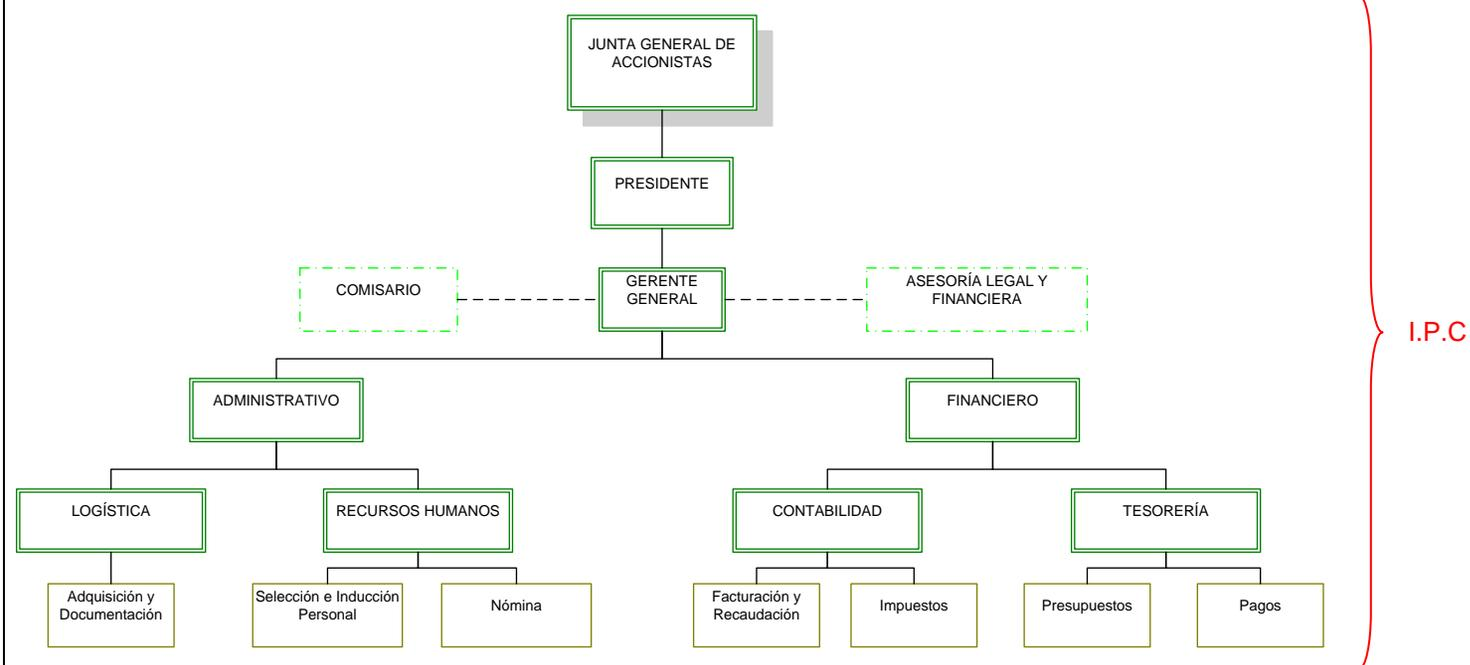 JUNTA GENERAL DE
ACCIONISTAS
PRESIDENTE
COMISARIO
GERENTE
GENERAL
ASESORÍA LEGAL Y
FINANCIERA
I.P.C
ADMINISTRATIVO
FINANCIERO
LOGÍSTICA
RECURSOS HUMANOS
CONTABILIDAD
TESORERÍA
Adquisición y
Documentación
Selección e Inducción
Personal
Nómina
Facturación y
Recaudación
Impuestos
Presupuestos
Pagos